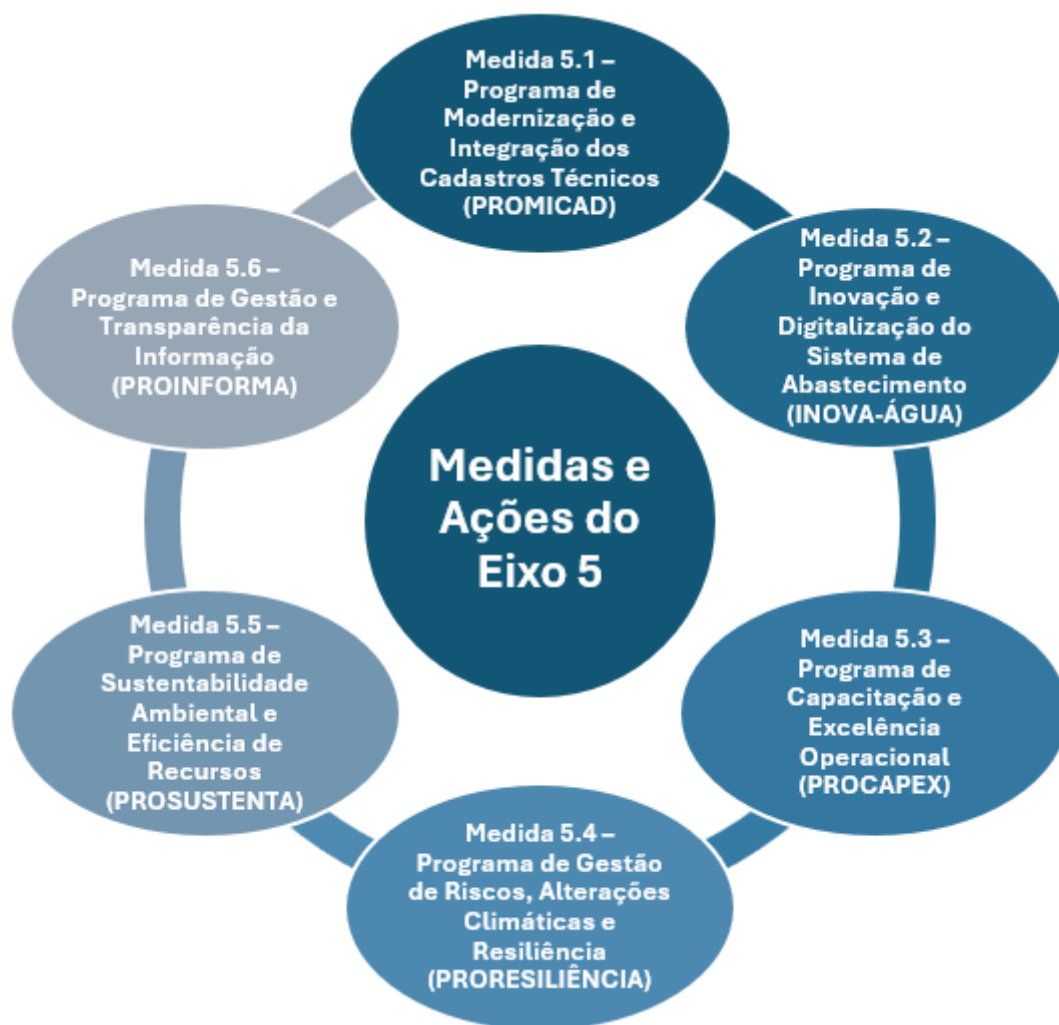 Medida 5.1 –
Programa de
Modernização e
Integração dos
Cadastros Técnicos
(PROMICAD)
Medida 5.2 –
Programa de
Inovação e
Digitalização do
Sistema de
Abastecimento
(INOVA-ÁGUA)
Medida 5.3 –
Programa de
Capacitação e
Excelência
Operacional
(PROCAPEX)
Medida 5.4 –
Programa de Gestão
de Riscos, Alterações
Climáticas e
Resiliência
(PRORESILIÊNCIA)
Medida 5.5 –
Programa de
Sustentabilidade
Ambiental e
Eficiência de
Recursos
(PROSUSTENTA)
Medida 5.6 –
Programa de Gestão e
Transparência da
Informação
(PROINFORMA)
Medidas e
Ações do
Eixo 5